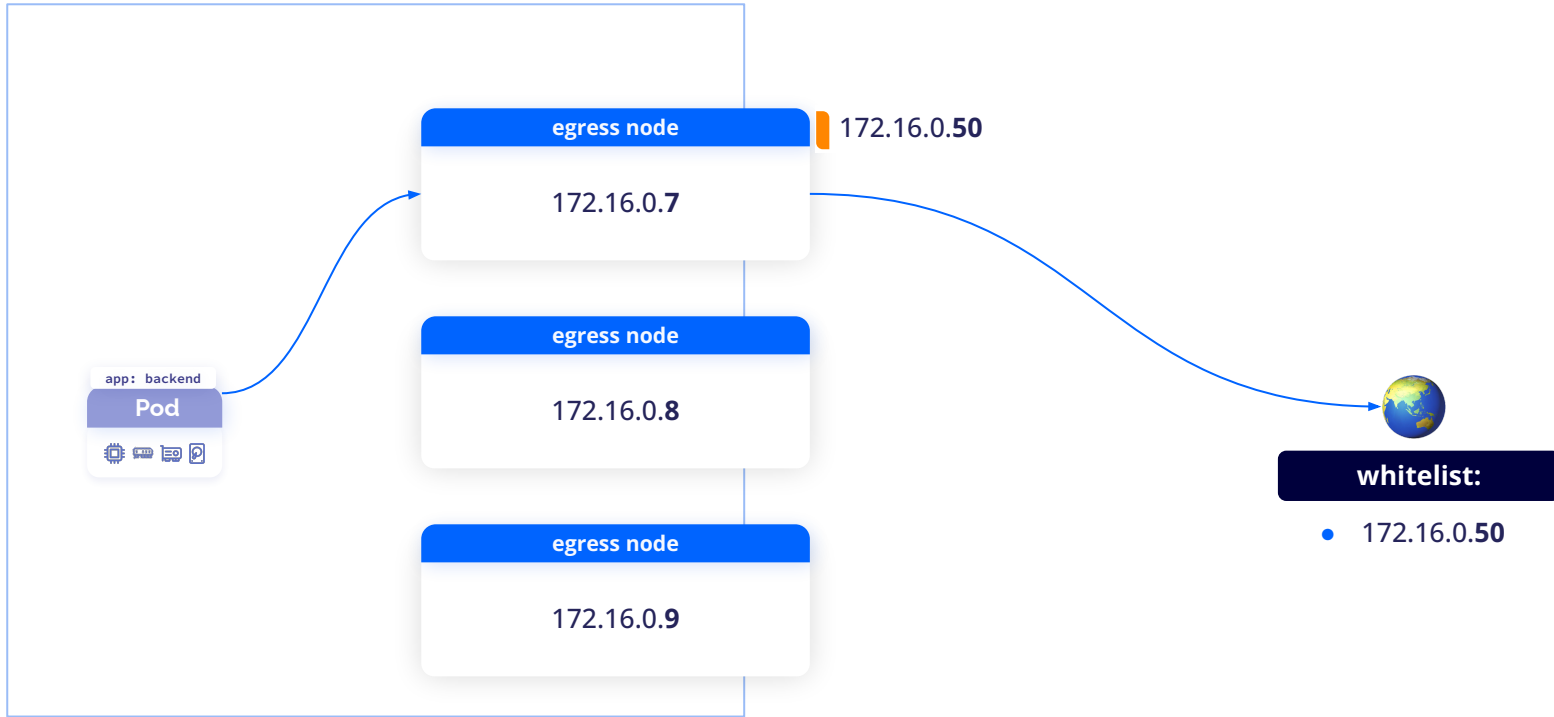 egress node
172.16.0.50
172.16.0.7
egress node
172.16.0.8
app: backend
Pod
egress node
172.16.0.9
whitelist:
172.16.0.50